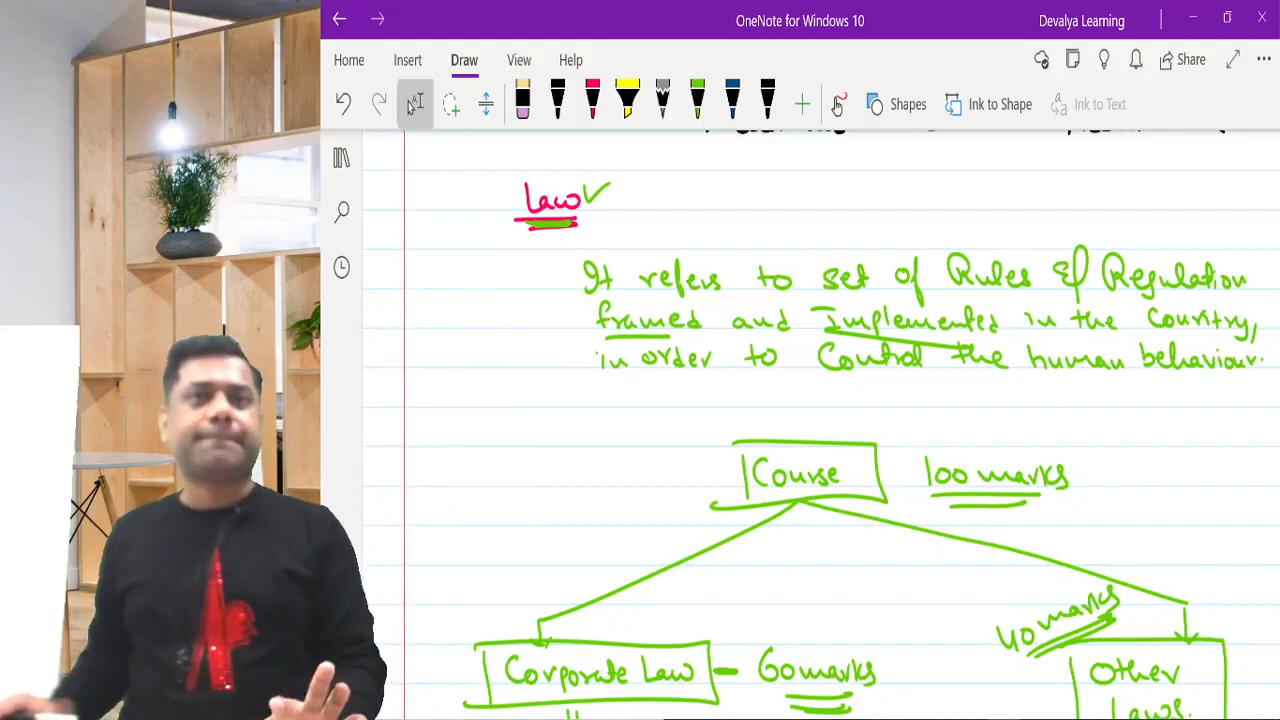 OneNote for Windows 10
Devalya Learning
Home Insert Draw View Help
Share
Shapes
Ink to Shape
Ink to Text
Law
It refers to set of Rules & Regulation
framed and Implemented in the Country,
in order to Control the human behaviour.
Course 100 marks
40 marks
Corporate Law - 60 marks
Other
Laws.